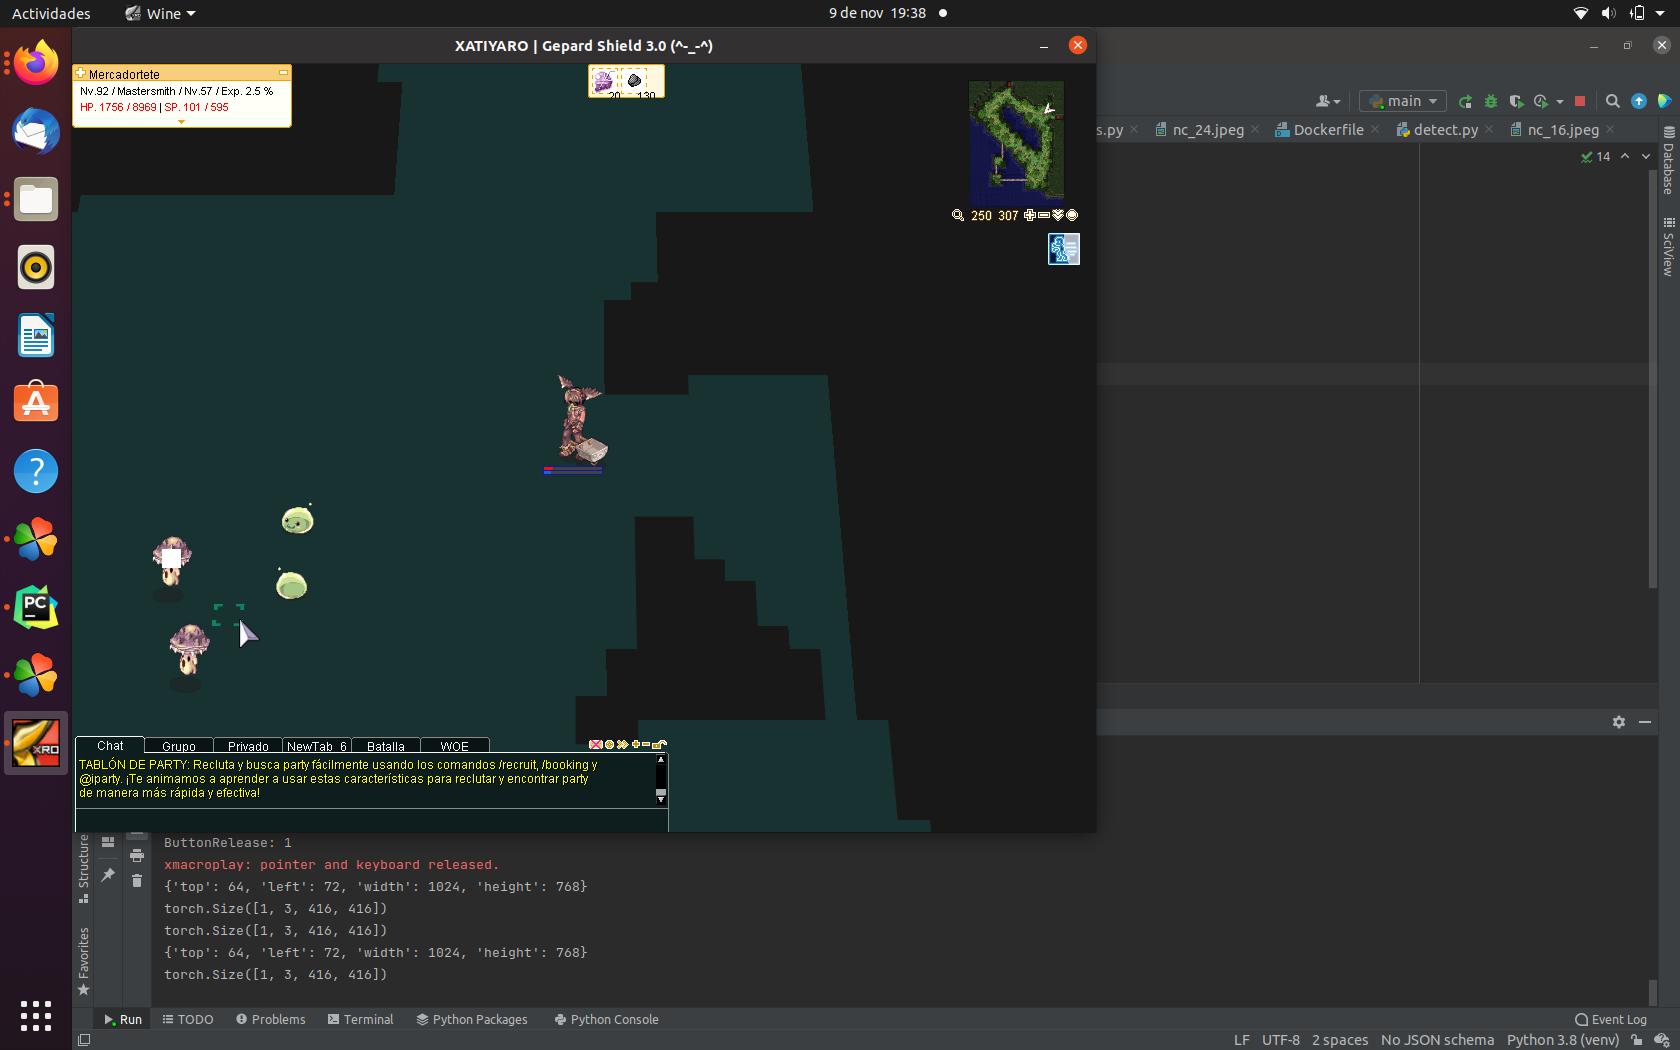 Actividades
Wine
9 de nov 19:38
XATIYARO | Gepard Shield 3.0 (^-_-^)
Mercadortete
Nv.92 / Mastersmith / Nv.57 / Exp. 2.5 %
HP. 1756 / 8969 | SP. 101 / 595
20
130
250 307
main
s.py
nc_24.jpeg
Dockerfile
detect.py
nc_16.jpeg
14
Database
SciView
PC
XRO
Chat
Grupo
Privado
NewTab_6
Batalla
WOE
TABLÓN DE PARTY: Recluta y busca party fácilmente usando los comandos /recruit, /booking y
@iparty. ¡Te animamos a aprender a usar estas características para reclutar y encontrar party
de manera más rápida y efectiva!
Structure
Favorites
ButtonRelease: 1
xmacroplay: pointer and keyboard released.
{'top': 64, 'left': 72, 'width': 1024, 'height': 768}
torch.Size([1, 3, 416, 416])
torch.Size([1, 3, 416, 416])
{'top': 64, 'left': 72, 'width': 1024, 'height': 768}
torch.Size([1, 3, 416, 416])
Run
TODO
Problems
Terminal
Python Packages
Python Console
Event Log
LF
UTF-8
2 spaces
No JSON schema
Python 3.8 (venv)